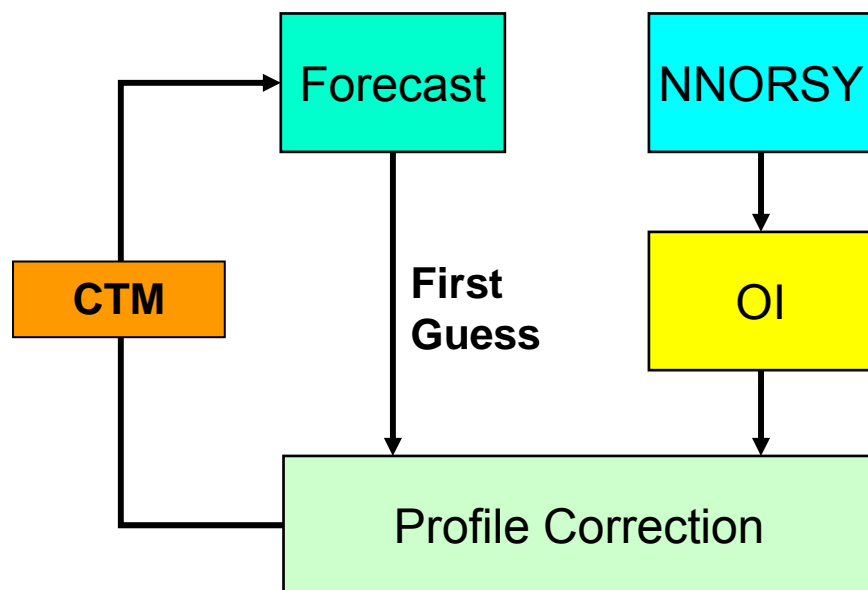 Forecast
NNORSY
CTM
First
Guess
OI
Profile Correction